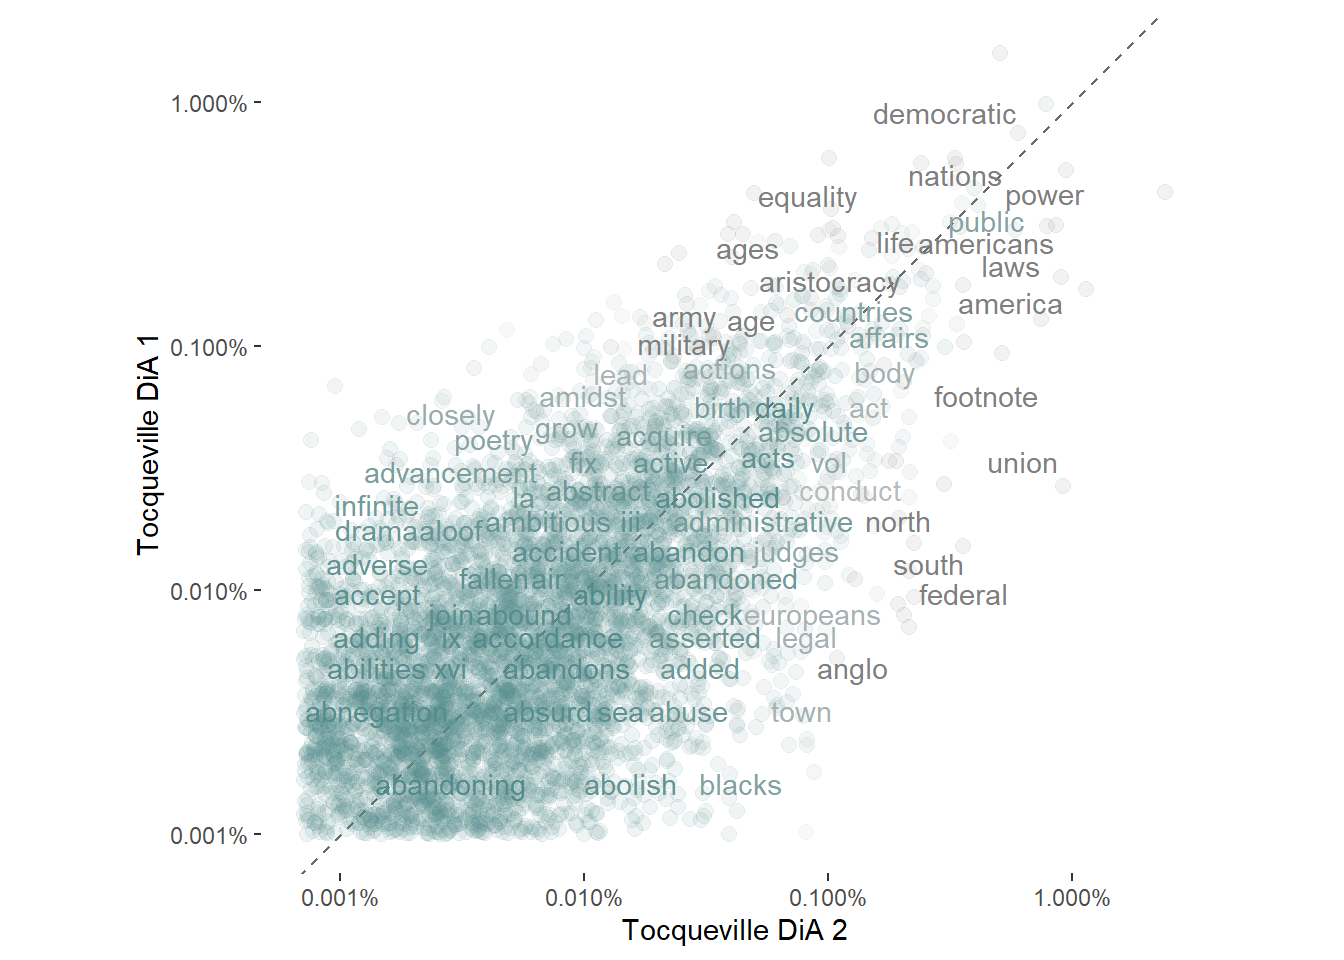 1.000%
democratic
nations
equality
power
public
ages
life
americans
laws
aristocracy
america
countries
army
age
affairs
0.100%
military
actions
lead
body
amidst
footnote
closely
birth
daily
act
poetry
grow
acquire
absolute
advancement
fix
active
acts
vol
union
infinite
la
abstract
abolished
conduct
drama
aloof
ambitious
iii
administrative
north
adverse
accident
abandon
judges
south
accept
fallen
air
abandoned
0.010%
ability
federal
join
abound
check
europeans
adding
ix
accordance
asserted
legal
abilities
xvi
abandons
added
anglo
abnegation
absurd
sea
abuse
town
abandoning
abolish
blacks
0.001%
0.001%
0.010%
0.100%
1.000%
Tocqueville DiA 2
Tocqueville DiA 1